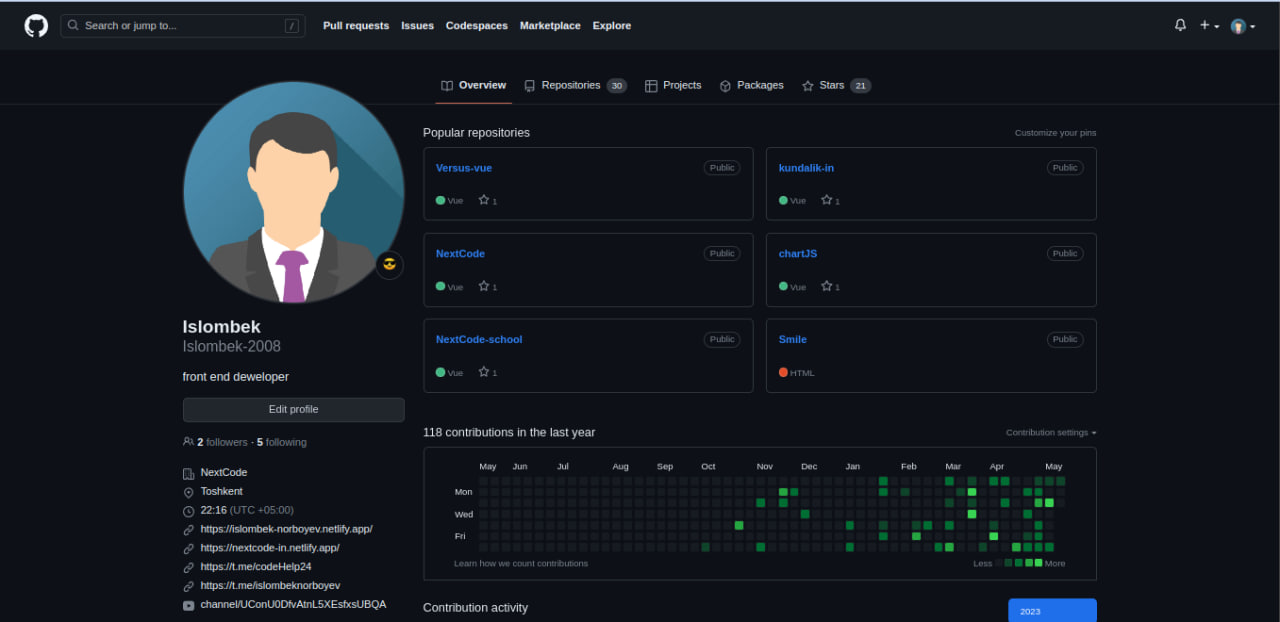 Search or jump to... / Pull requests Issues Codespaces Marketplace Explore
Overview Repositories 30 Projects Packages Stars 21
Popular repositories Customize your pins
Versus-vue Public kundalik-in Public
Vue 1 Vue 1
NextCode Public chartJS Public
Vue 1 Vue 1
NextCode-school Public Smile Public
Vue 1 HTML
Islombek
Islombek-2008
front end deweloper
Edit profile
2 followers · 5 following
NextCode
Toshkent
22:16 (UTC +05:00)
https://islombek-norboyev.netlify.app/
https://nextcode-in.netlify.app/
https://t.me/codeHelp24
https://t.me/islombeknorboyev
channel/UConU0DfvAtnL5XEsfxsUBQA
118 contributions in the last year Contribution settings
May Jun Jul Aug Sep Oct Nov Dec Jan Feb Mar Apr May
Mon
Wed
Fri
Learn how we count contributions Less More
Contribution activity 2023